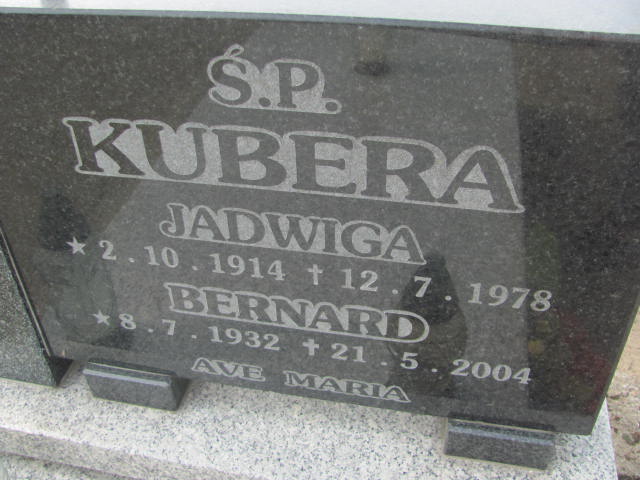 Ś.P.
KUBERA
JADWIGA
★ 2.10.1914 † 12.7.1978
BERNARD
★ 8.7.1932 † 21.5.2004
AVE MARIA